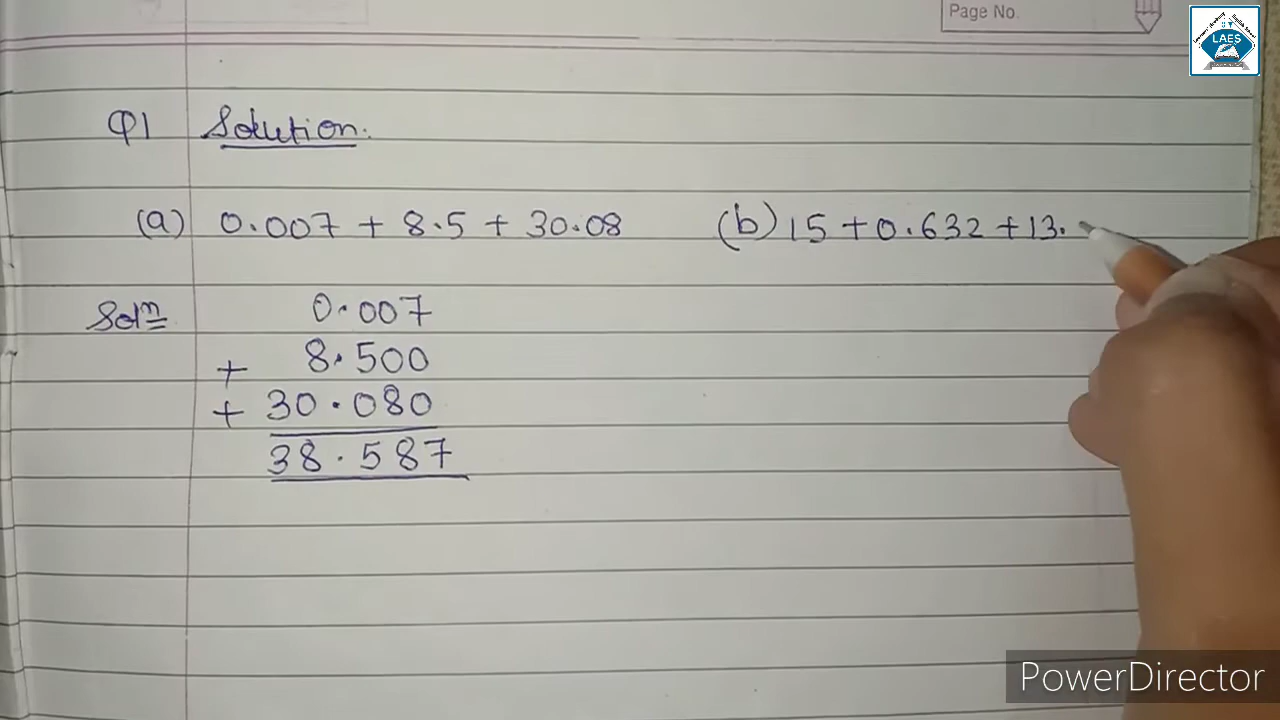 Page No.
LAES
Q1 Solution.
(a) 0.007 + 8.5 + 30.08 (b) 15 + 0.632 + 13.
Solⁿ 0.007
+ 8.500
+ 30.080
38.587
PowerDirector